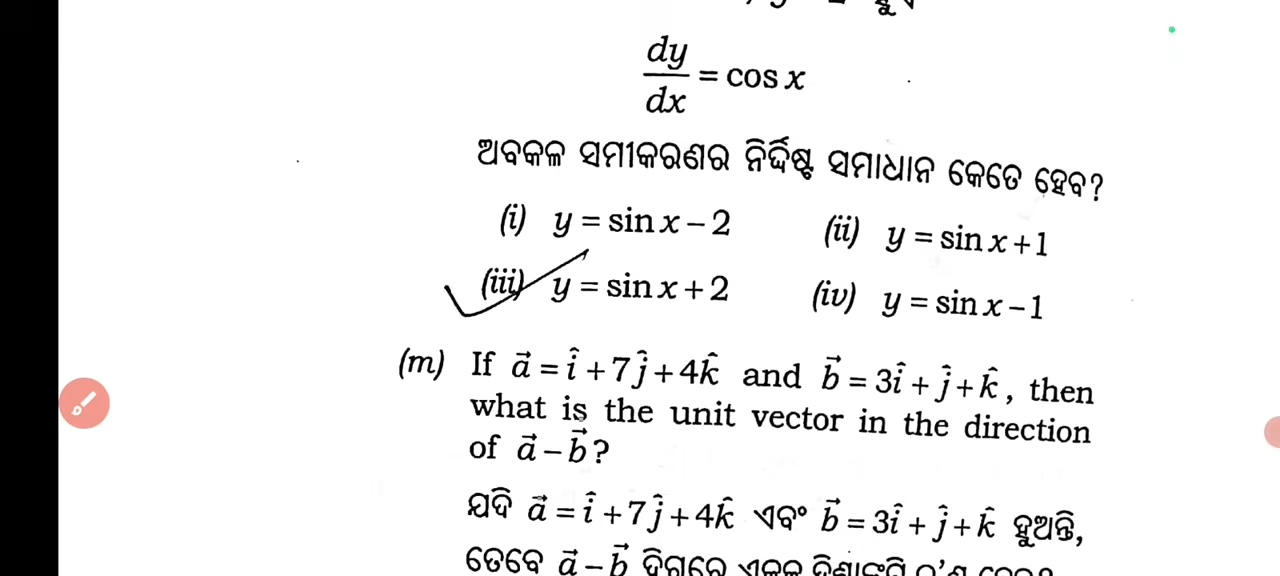 dy/dx = cos x
ଅବକଳ ସମୀକରଣର ନିର୍ଦ୍ଦିଷ୍ଟ ସମାଧାନ କେତେ ହେବ?
(i) y = sin x − 2 (ii) y = sin x + 1
(iii) y = sin x + 2 (iv) y = sin x − 1
(m) If a⃗ = î + 7ĵ + 4k̂ and b⃗ = 3î + ĵ + k̂, then
what is the unit vector in the direction
of a⃗ − b⃗?
ଯଦି a⃗ = î + 7ĵ + 4k̂ ଏବଂ b⃗ = 3î + ĵ + k̂ ହୁଅନ୍ତି,
ତେବେ a⃗ − b⃗ ଦିଗରେ ଏକକ